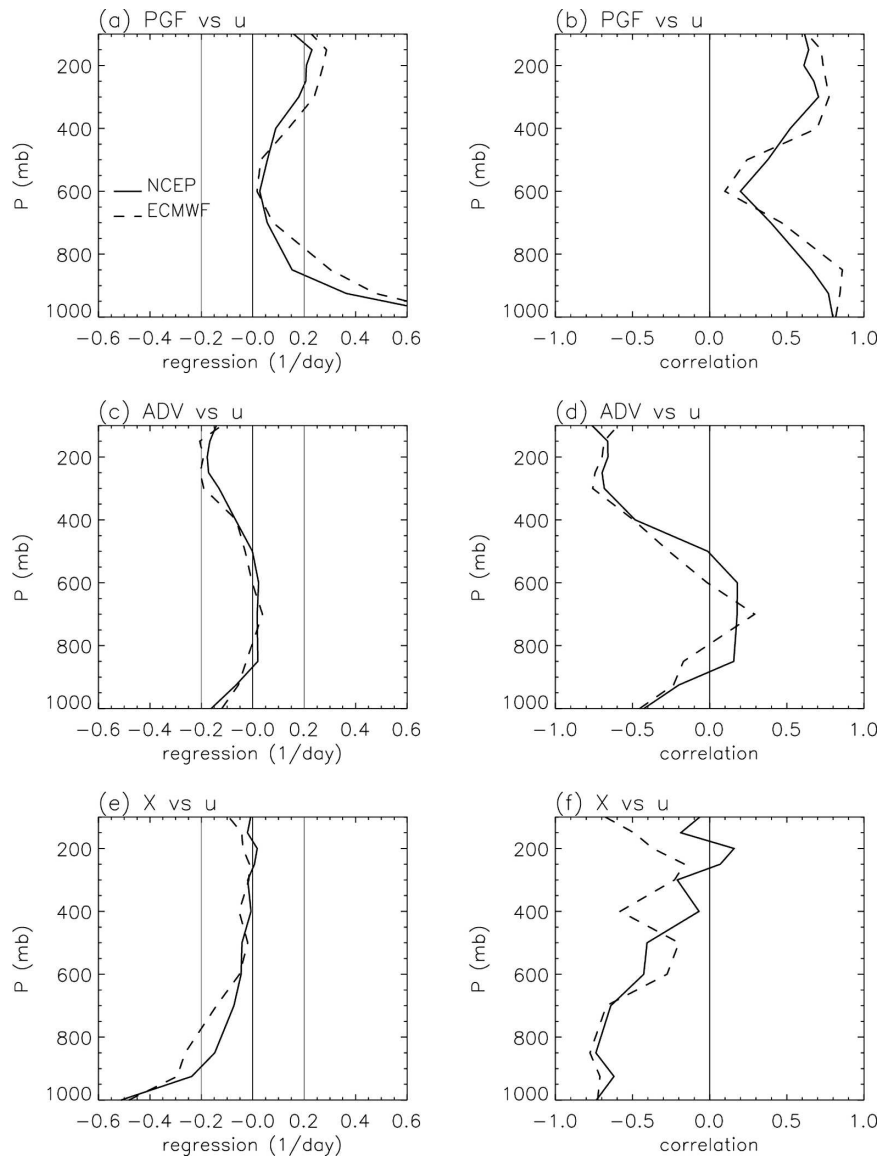 (a) PGF vs u
(b) PGF vs u
P (mb)
200
400
600
800
1000
NCEP
ECMWF
−0.6 −0.4 −0.2 −0.0 0.2 0.4 0.6
regression (1/day)
P (mb)
200
400
600
800
1000
−1.0 −0.5 0.0 0.5 1.0
correlation
(c) ADV vs u
(d) ADV vs u
P (mb)
200
400
600
800
1000
−0.6 −0.4 −0.2 −0.0 0.2 0.4 0.6
regression (1/day)
P (mb)
200
400
600
800
1000
−1.0 −0.5 0.0 0.5 1.0
correlation
(e) X vs u
(f) X vs u
P (mb)
200
400
600
800
1000
−0.6 −0.4 −0.2 −0.0 0.2 0.4 0.6
regression (1/day)
P (mb)
200
400
600
800
1000
−1.0 −0.5 0.0 0.5 1.0
correlation